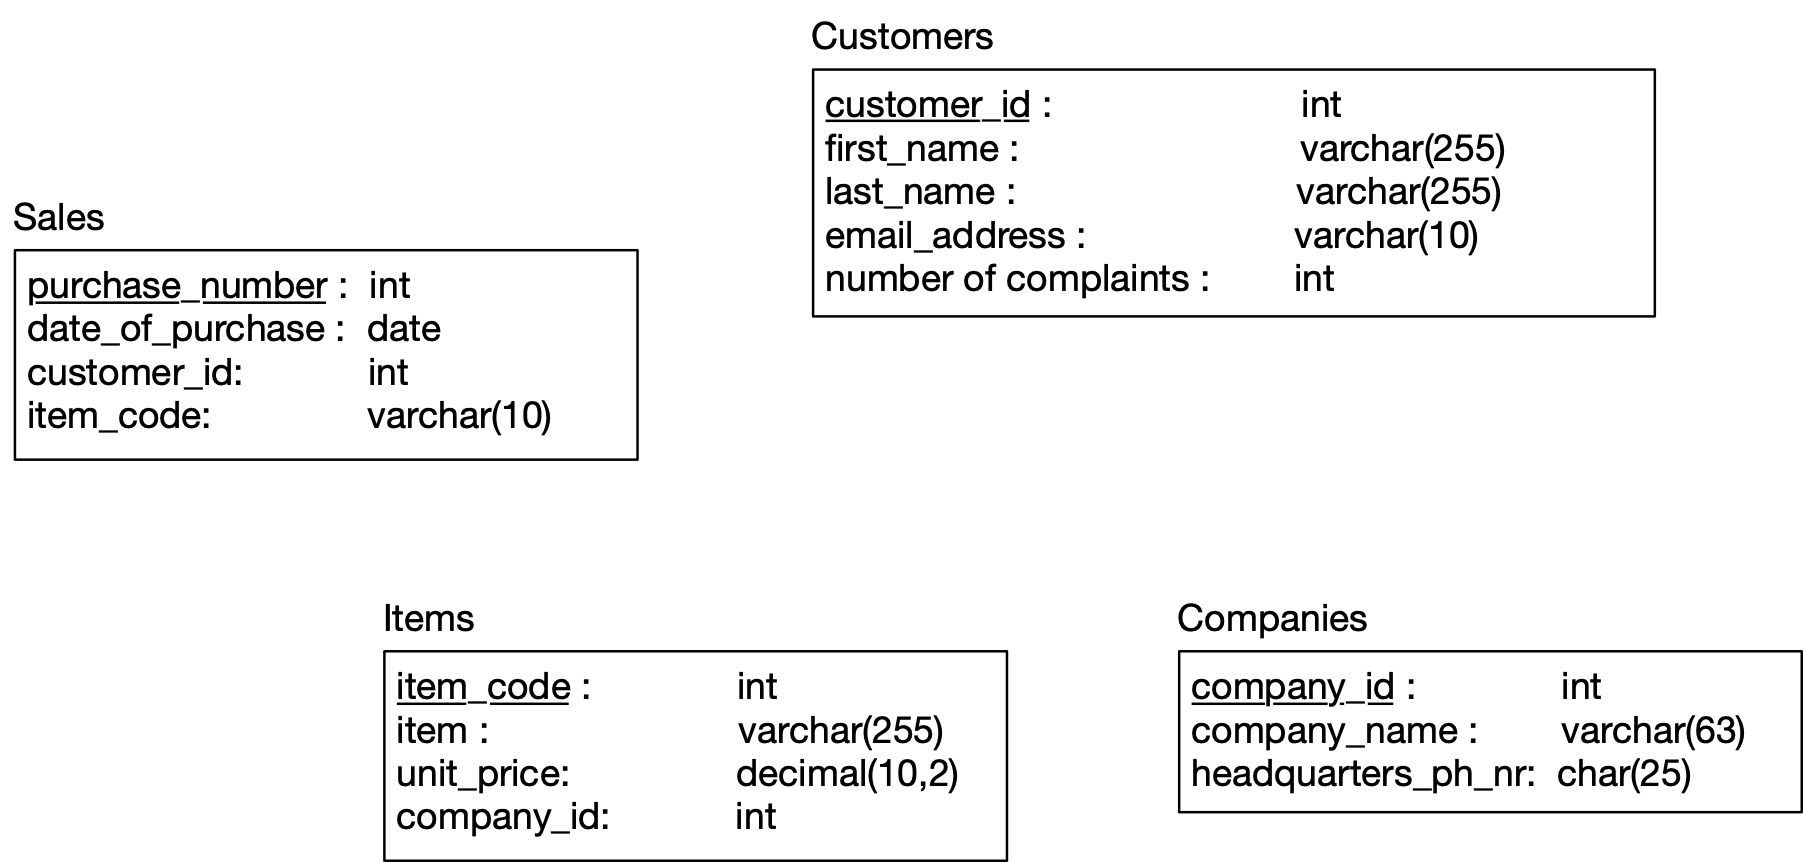 Customers
customer_id : int
first_name : varchar(255)
last_name : varchar(255)
email_address : varchar(10)
number of complaints : int
Sales
purchase_number : int
date_of_purchase : date
customer_id: int
item_code: varchar(10)
Items
item_code : int
item : varchar(255)
unit_price: decimal(10,2)
company_id: int
Companies
company_id : int
company_name : varchar(63)
headquarters_ph_nr: char(25)